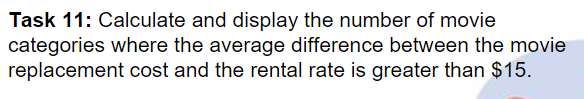 Task 11: Calculate and display the number of movie
categories where the average difference between the movie
replacement cost and the rental rate is greater than $15.